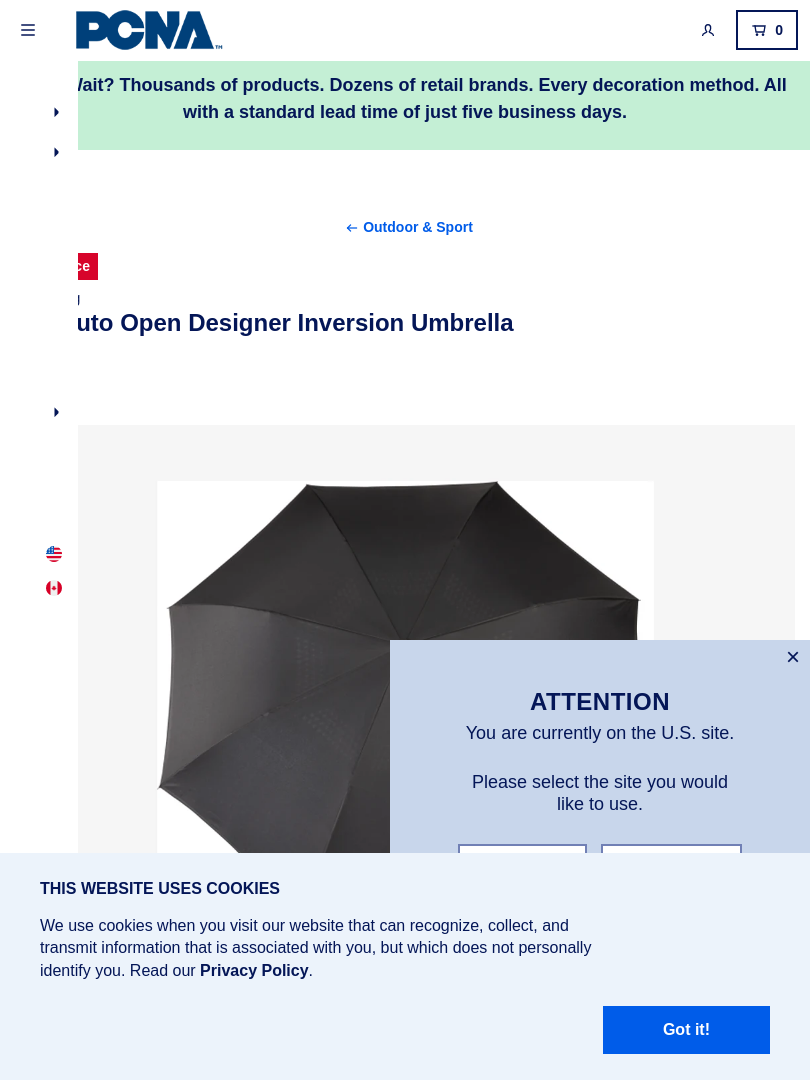 PCNA™
0
Wait? Thousands of products. Dozens of retail brands. Every decoration method. All
with a standard lead time of just five business days.
← Outdoor & Sport
Auto Open Designer Inversion Umbrella
×
ATTENTION
You are currently on the U.S. site.
Please select the site you would
like to use.
THIS WEBSITE USES COOKIES
We use cookies when you visit our website that can recognize, collect, and
transmit information that is associated with you, but which does not personally
identify you. Read our Privacy Policy.
Got it!